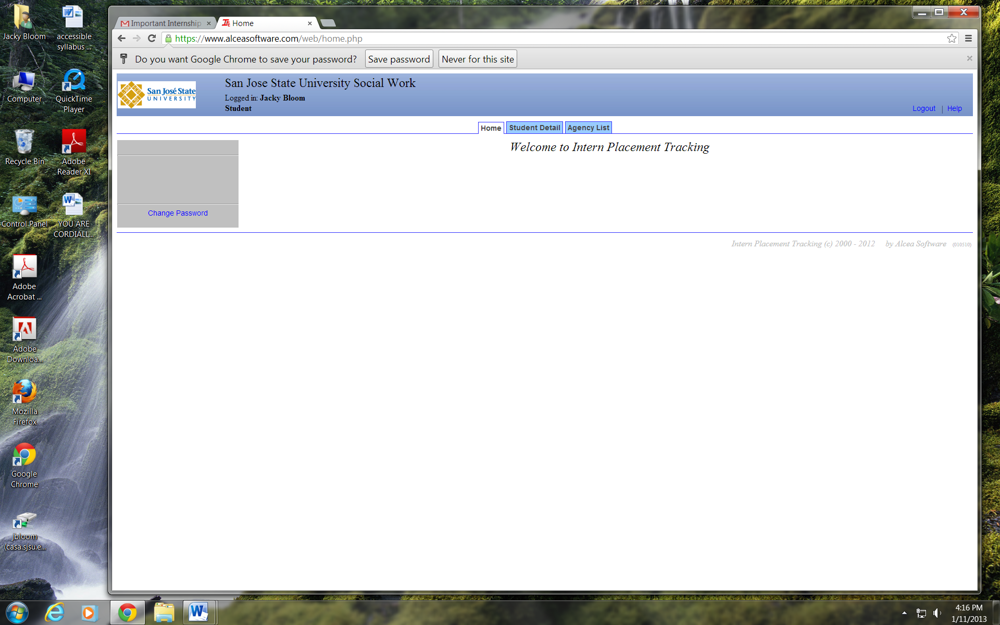 Jacky Bloom
accessible
syllabus ...
Computer
QuickTime
Player
Recycle Bin
Adobe
Reader XI
Control Panel
YOU ARE
CORDIALL...
Adobe
Acrobat ...
Adobe
Downloa...
Mozilla
Firefox
Google
Chrome
jbloom
(casa.sjsu.e...
Important Internship
Home
https://www.alceasoftware.com/web/home.php
Do you want Google Chrome to save your password? Save password Never for this site
San José State
UNIVERSITY
San Jose State University Social Work
Logged in: Jacky Bloom
Student
Logout | Help
Home Student Detail Agency List
Welcome to Intern Placement Tracking
Change Password
Intern Placement Tracking (c) 2000 - 2012 by Alcea Software (010510)
4:16 PM
1/11/2013